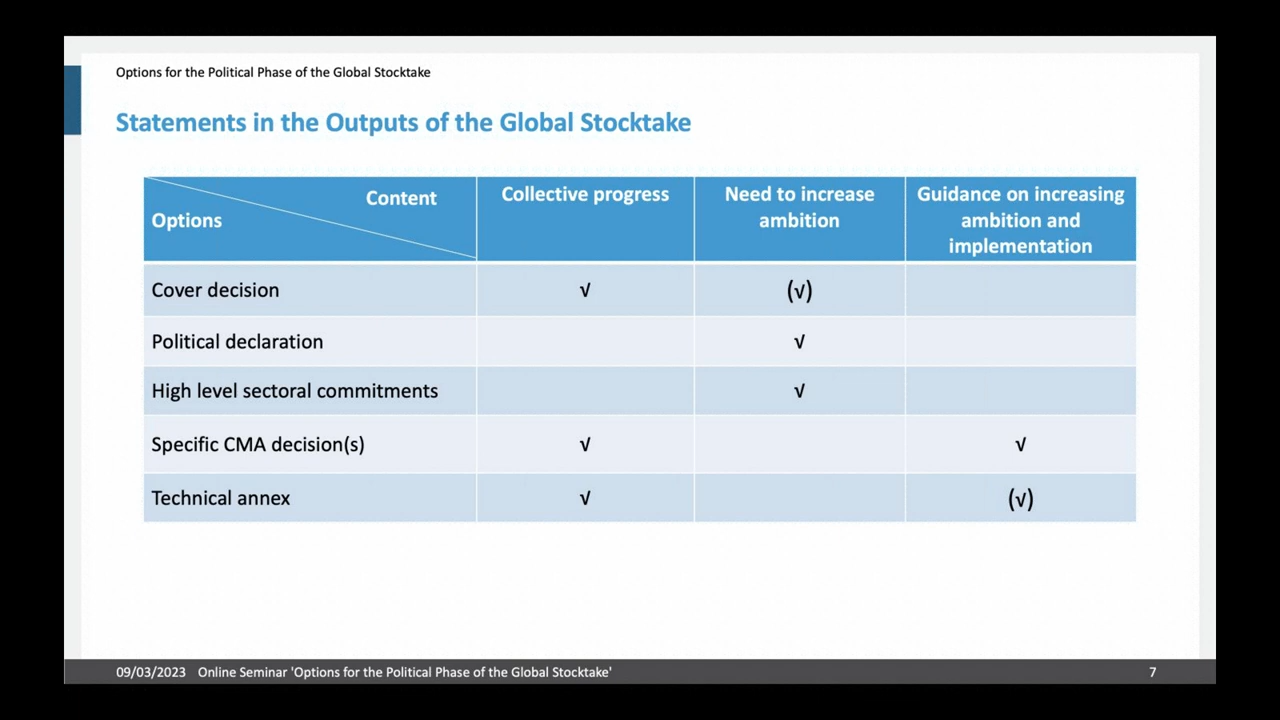 Options for the Political Phase of the Global Stocktake
Statements in the Outputs of the Global Stocktake
Content
Options
Collective progress
Need to increase
ambition
Guidance on increasing
ambition and
implementation
Cover decision √ (√)
Political declaration √
High level sectoral commitments √
Specific CMA decision(s) √ √
Technical annex √ (√)
09/03/2023 Online Seminar 'Options for the Political Phase of the Global Stocktake' 7